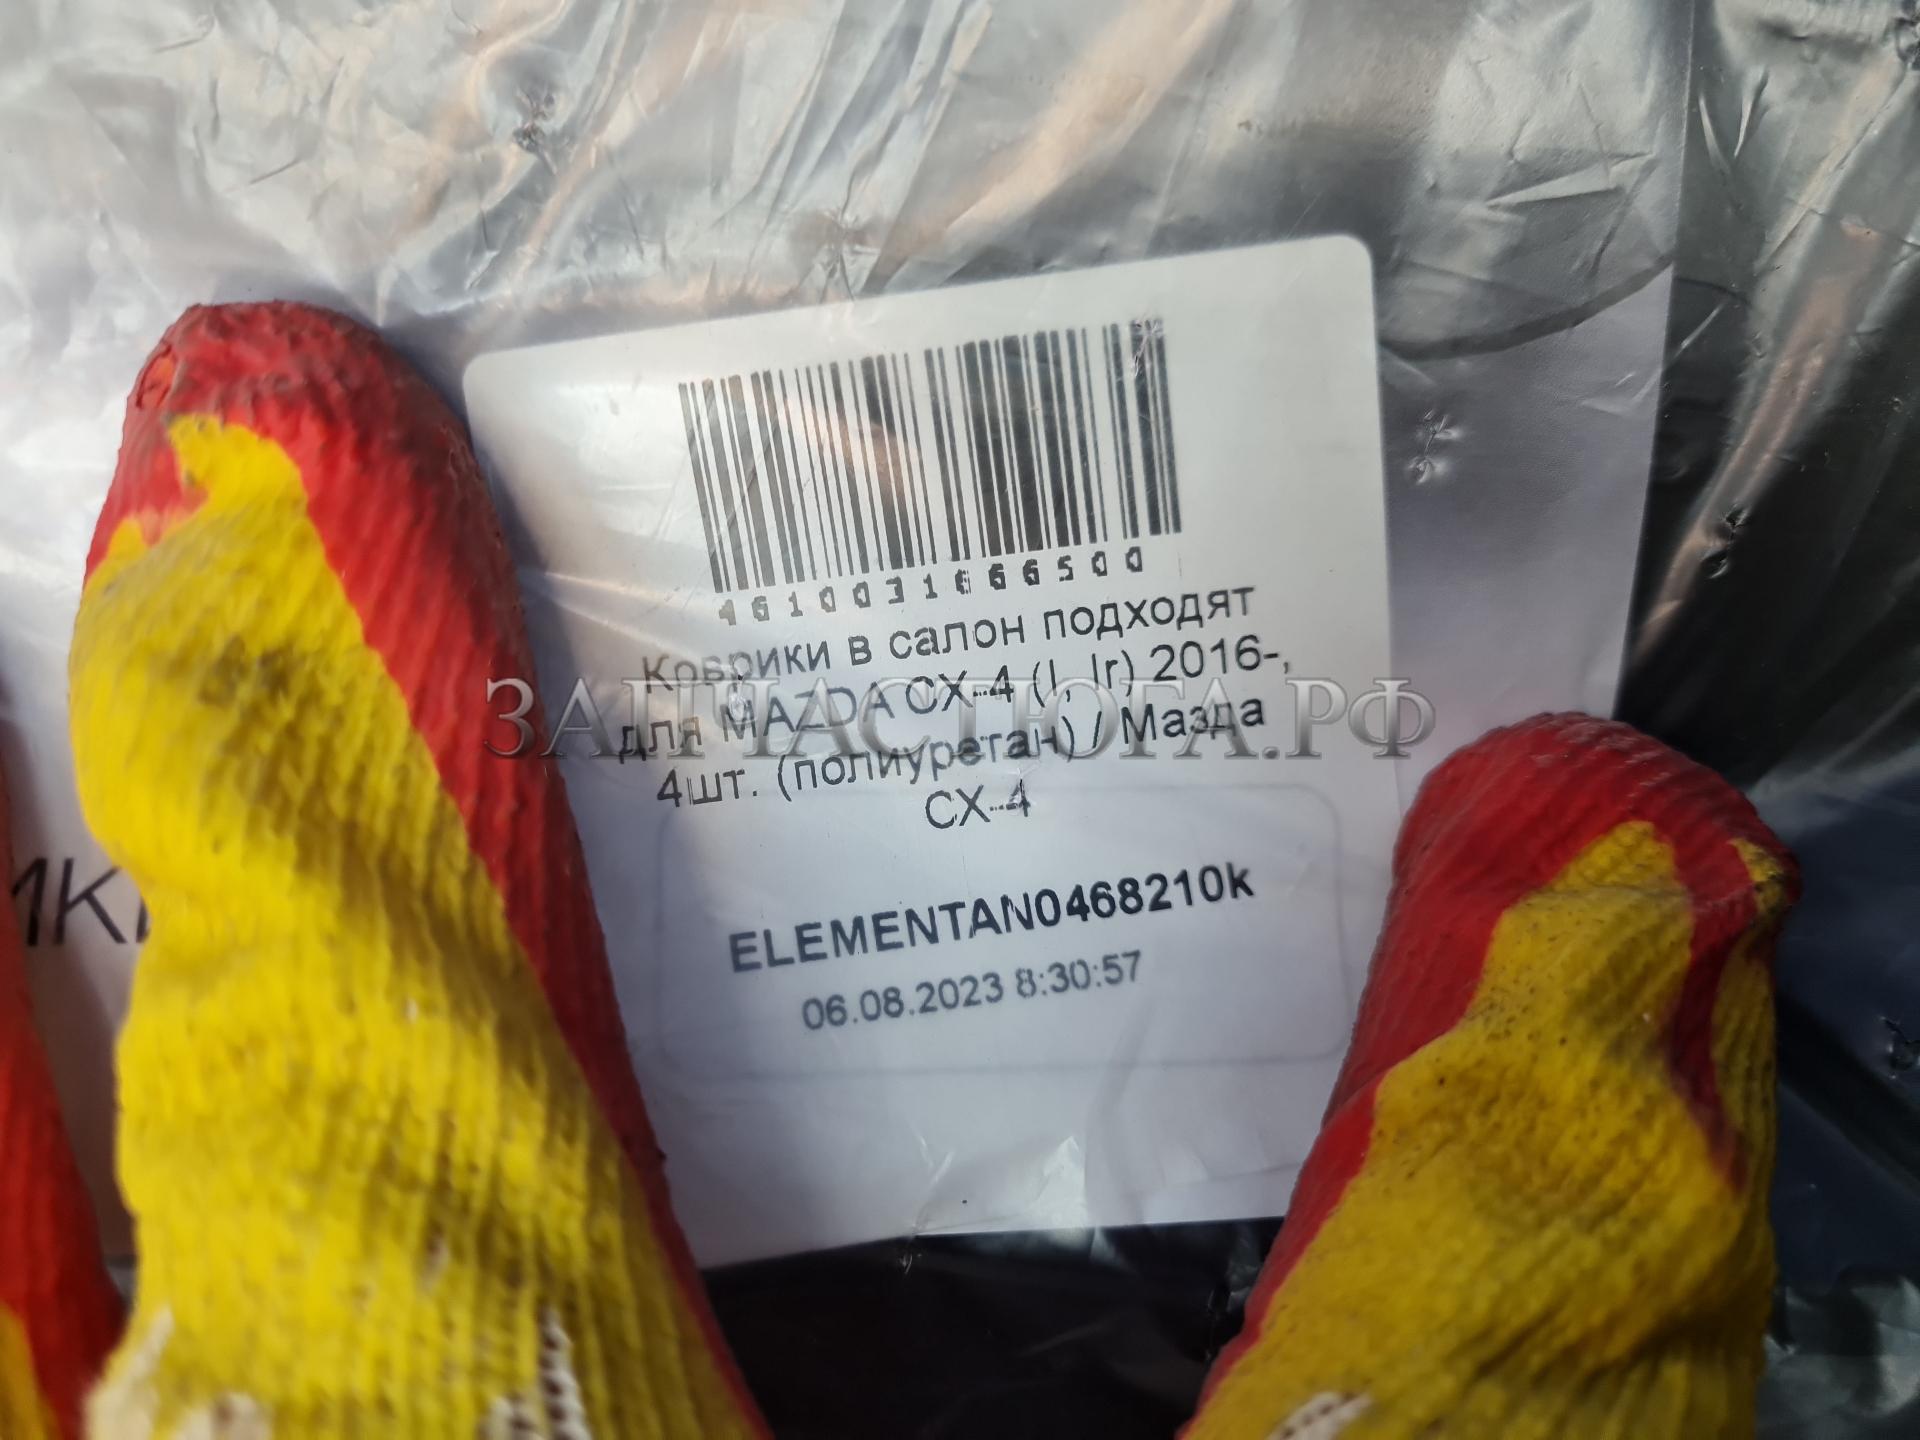 4610031666500
Коврики в салон подходят
для MAZDA CX-4 (I, Ir) 2016-,
4шт. (полиуретан) / Мазда
CX-4
ELEMENTAN0468210k
06.08.2023 8:30:57
ЗАПЧАСТЮГА.РФ